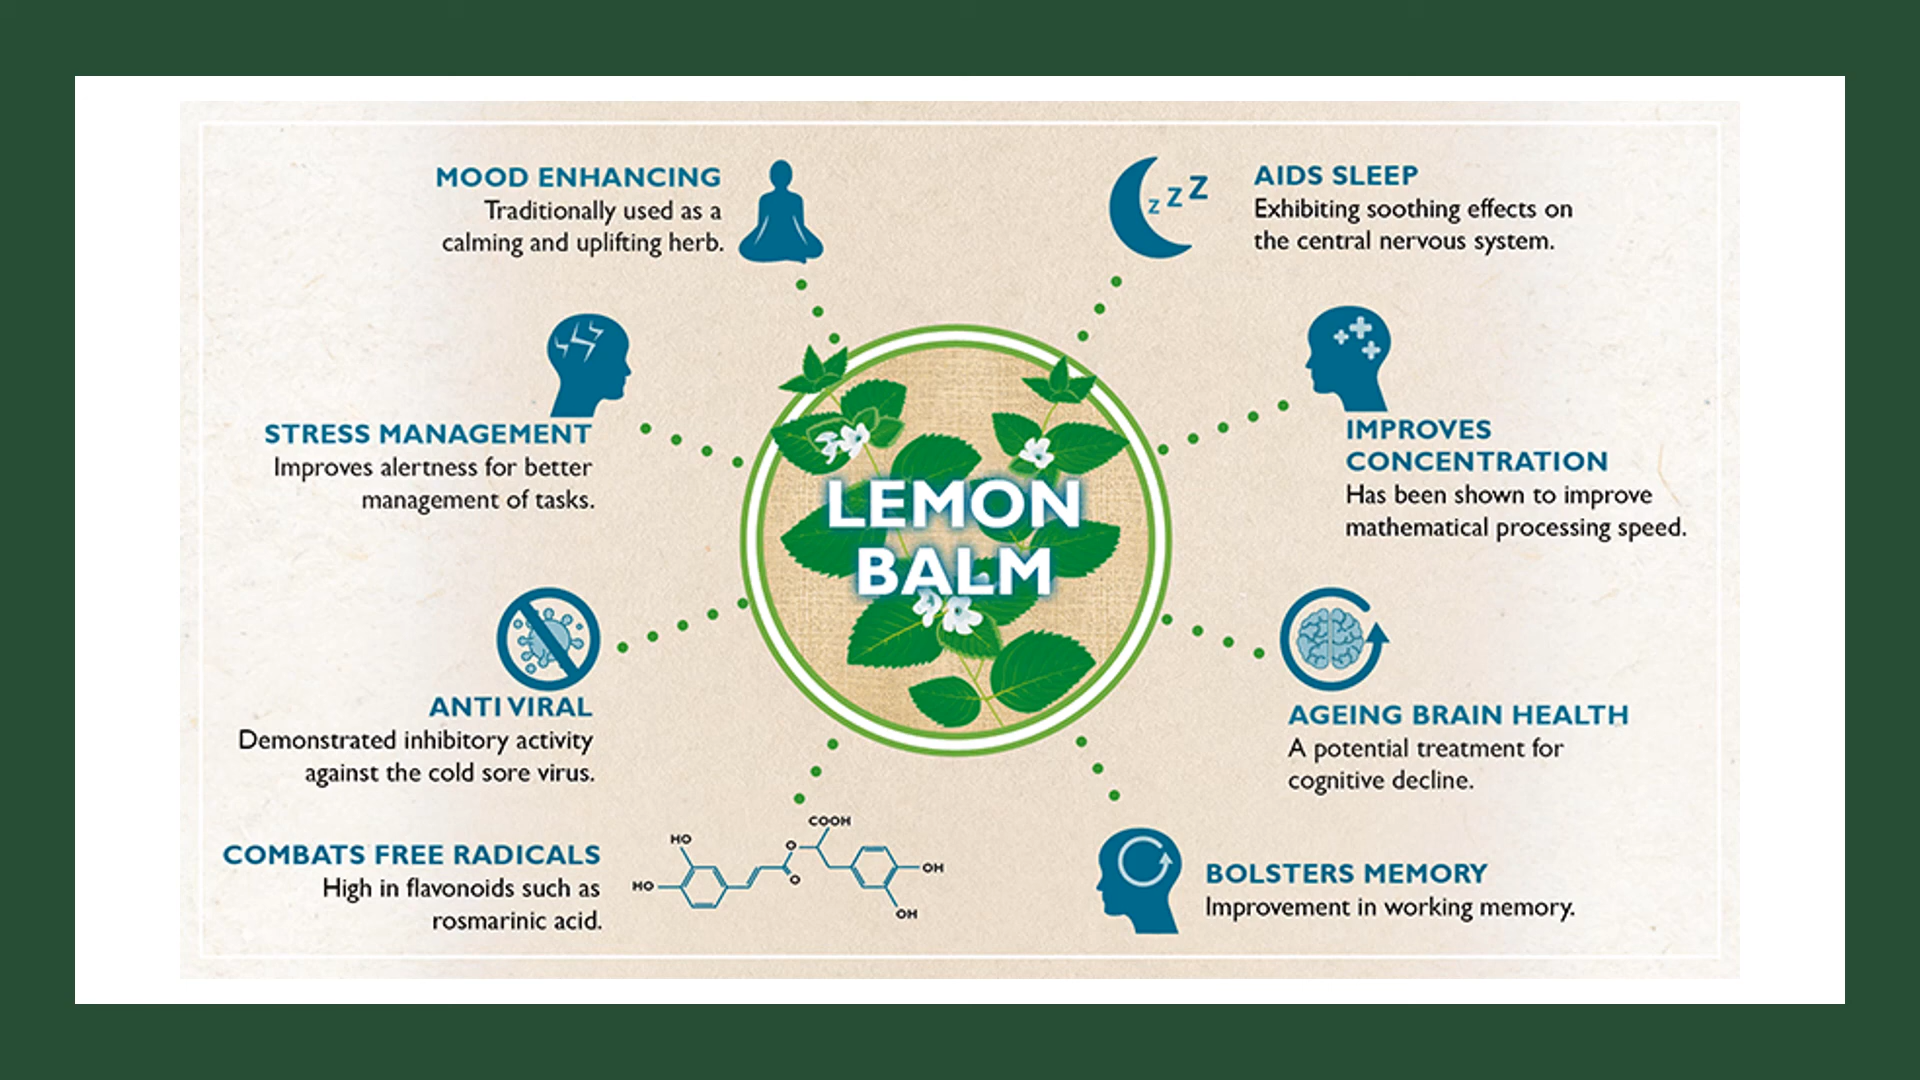 MOOD ENHANCING
Traditionally used as a
calming and uplifting herb.
Z Z Z
AIDS SLEEP
Exhibiting soothing effects on
the central nervous system.
STRESS MANAGEMENT
Improves alertness for better
management of tasks.
IMPROVES
CONCENTRATION
Has been shown to improve
mathematical processing speed.
LEMON
BALM
ANTI VIRAL
Demonstrated inhibitory activity
against the cold sore virus.
AGEING BRAIN HEALTH
A potential treatment for
cognitive decline.
COMBATS FREE RADICALS
High in flavonoids such as
rosmarinic acid.
COOH
HO
O
HO
O
OH
OH
BOLSTERS MEMORY
Improvement in working memory.